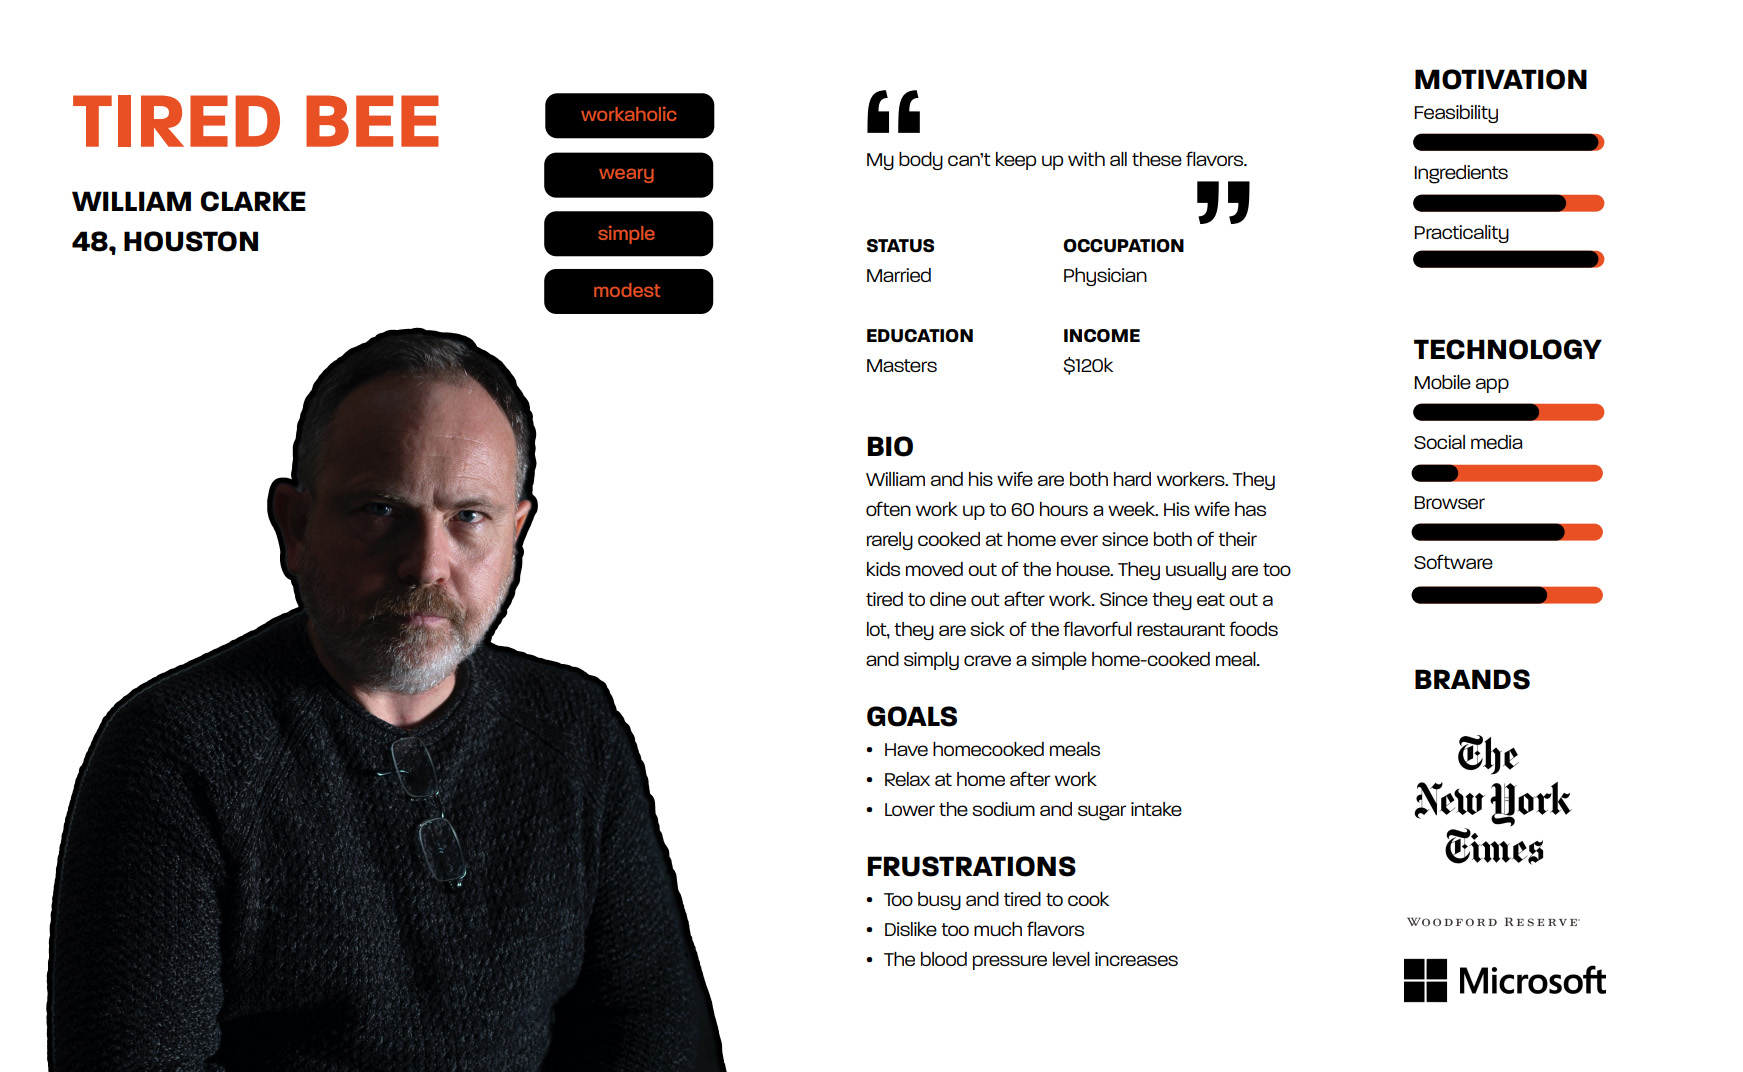 TIRED BEE
WILLIAM CLARKE
48, HOUSTON
workaholic
weary
simple
modest
“
My body can’t keep up with all these flavors.
”
STATUS
Married
OCCUPATION
Physician
EDUCATION
Masters
INCOME
$120k
BIO
William and his wife are both hard workers. They
often work up to 60 hours a week. His wife has
rarely cooked at home ever since both of their
kids moved out of the house. They usually are too
tired to dine out after work. Since they eat out a
lot, they are sick of the flavorful restaurant foods
and simply crave a simple home-cooked meal.
GOALS
• Have homecooked meals
• Relax at home after work
• Lower the sodium and sugar intake
FRUSTRATIONS
• Too busy and tired to cook
• Dislike too much flavors
• The blood pressure level increases
MOTIVATION
Feasibility
Ingredients
Practicality
TECHNOLOGY
Mobile app
Social media
Browser
Software
BRANDS
The
New York
Times
WOODFORD RESERVE
Microsoft